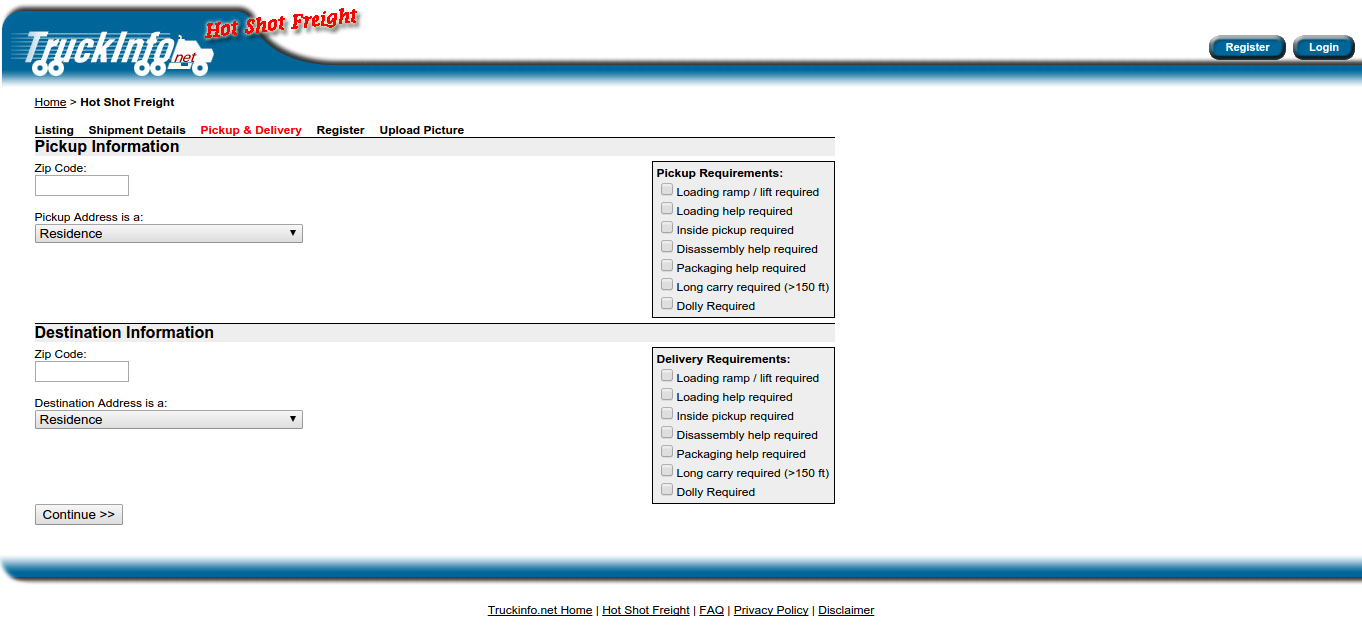 TruckInfo.net
Hot Shot Freight
Register Login
Home > Hot Shot Freight
Listing Shipment Details Pickup & Delivery Register Upload Picture
Pickup Information
Zip Code:
Pickup Address is a:
Residence
Pickup Requirements:
Loading ramp / lift required
Loading help required
Inside pickup required
Disassembly help required
Packaging help required
Long carry required (>150 ft)
Dolly Required
Destination Information
Zip Code:
Destination Address is a:
Residence
Delivery Requirements:
Loading ramp / lift required
Loading help required
Inside pickup required
Disassembly help required
Packaging help required
Long carry required (>150 ft)
Dolly Required
Continue >>
Truckinfo.net Home | Hot Shot Freight | FAQ | Privacy Policy | Disclaimer